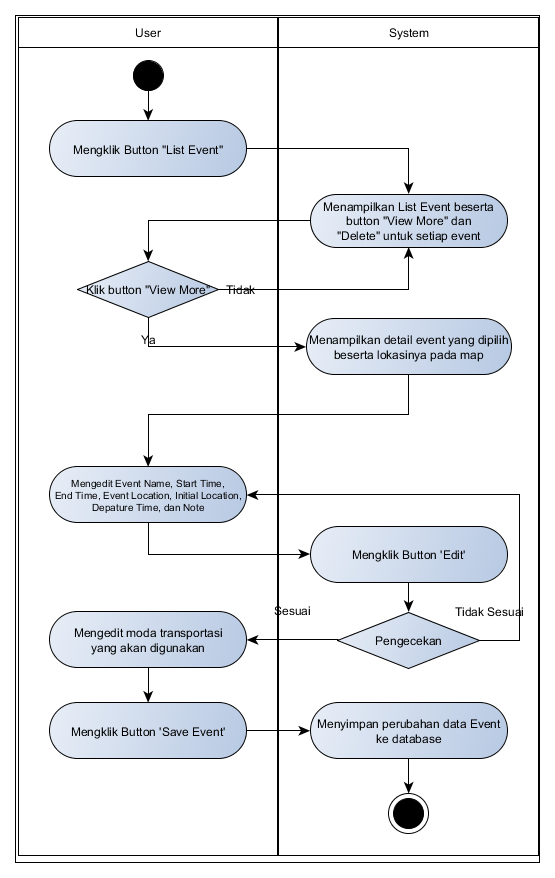 User
System
Mengklik Button "List Event"
Menampilkan List Event beserta
button "View More" dan
"Delete" untuk setiap event
Klik button "View More"
Tidak
Ya
Menampilkan detail event yang dipilih
beserta lokasinya pada map
Mengedit Event Name, Start Time,
End Time, Event Location, Initial Location,
Depature Time, dan Note
Mengklik Button 'Edit'
Sesuai
Tidak Sesuai
Pengecekan
Mengedit moda transportasi
yang akan digunakan
Mengklik Button 'Save Event'
Menyimpan perubahan data Event
ke database